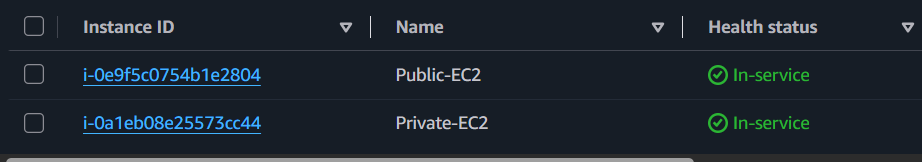 Instance ID Name Health status
i-0e9f5c0754b1e2804 Public-EC2 In-service
i-0a1eb08e25573cc44 Private-EC2 In-service